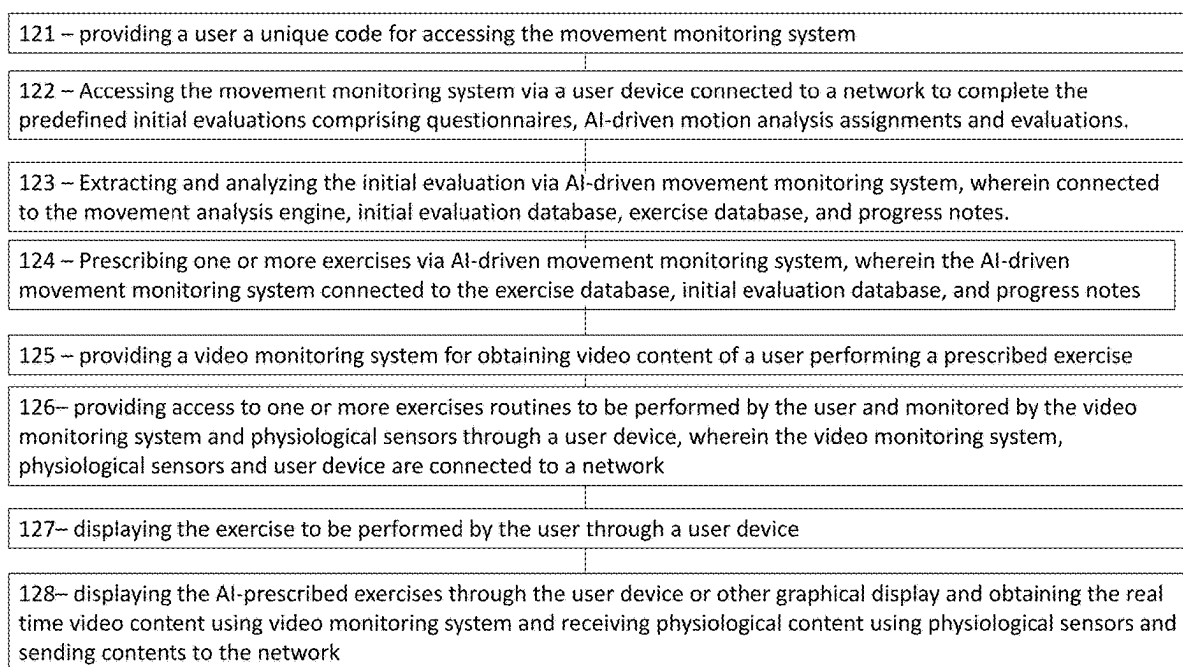 121 – providing a user a unique code for accessing the movement monitoring system
122 – Accessing the movement monitoring system via a user device connected to a network to complete the
predefined initial evaluations comprising questionnaires, AI-driven motion analysis assignments and evaluations.
123 – Extracting and analyzing the initial evaluation via AI-driven movement monitoring system, wherein connected
to the movement analysis engine, initial evaluation database, exercise database, and progress notes.
124 – Prescribing one or more exercises via AI-driven movement monitoring system, wherein the AI-driven
movement monitoring system connected to the exercise database, initial evaluation database, and progress notes
125 – providing a video monitoring system for obtaining video content of a user performing a prescribed exercise
126– providing access to one or more exercises routines to be performed by the user and monitored by the video
monitoring system and physiological sensors through a user device, wherein the video monitoring system,
physiological sensors and user device are connected to a network
127– displaying the exercise to be performed by the user through a user device
128– displaying the AI-prescribed exercises through the user device or other graphical display and obtaining the real
time video content using video monitoring system and receiving physiological content using physiological sensors and
sending contents to the network